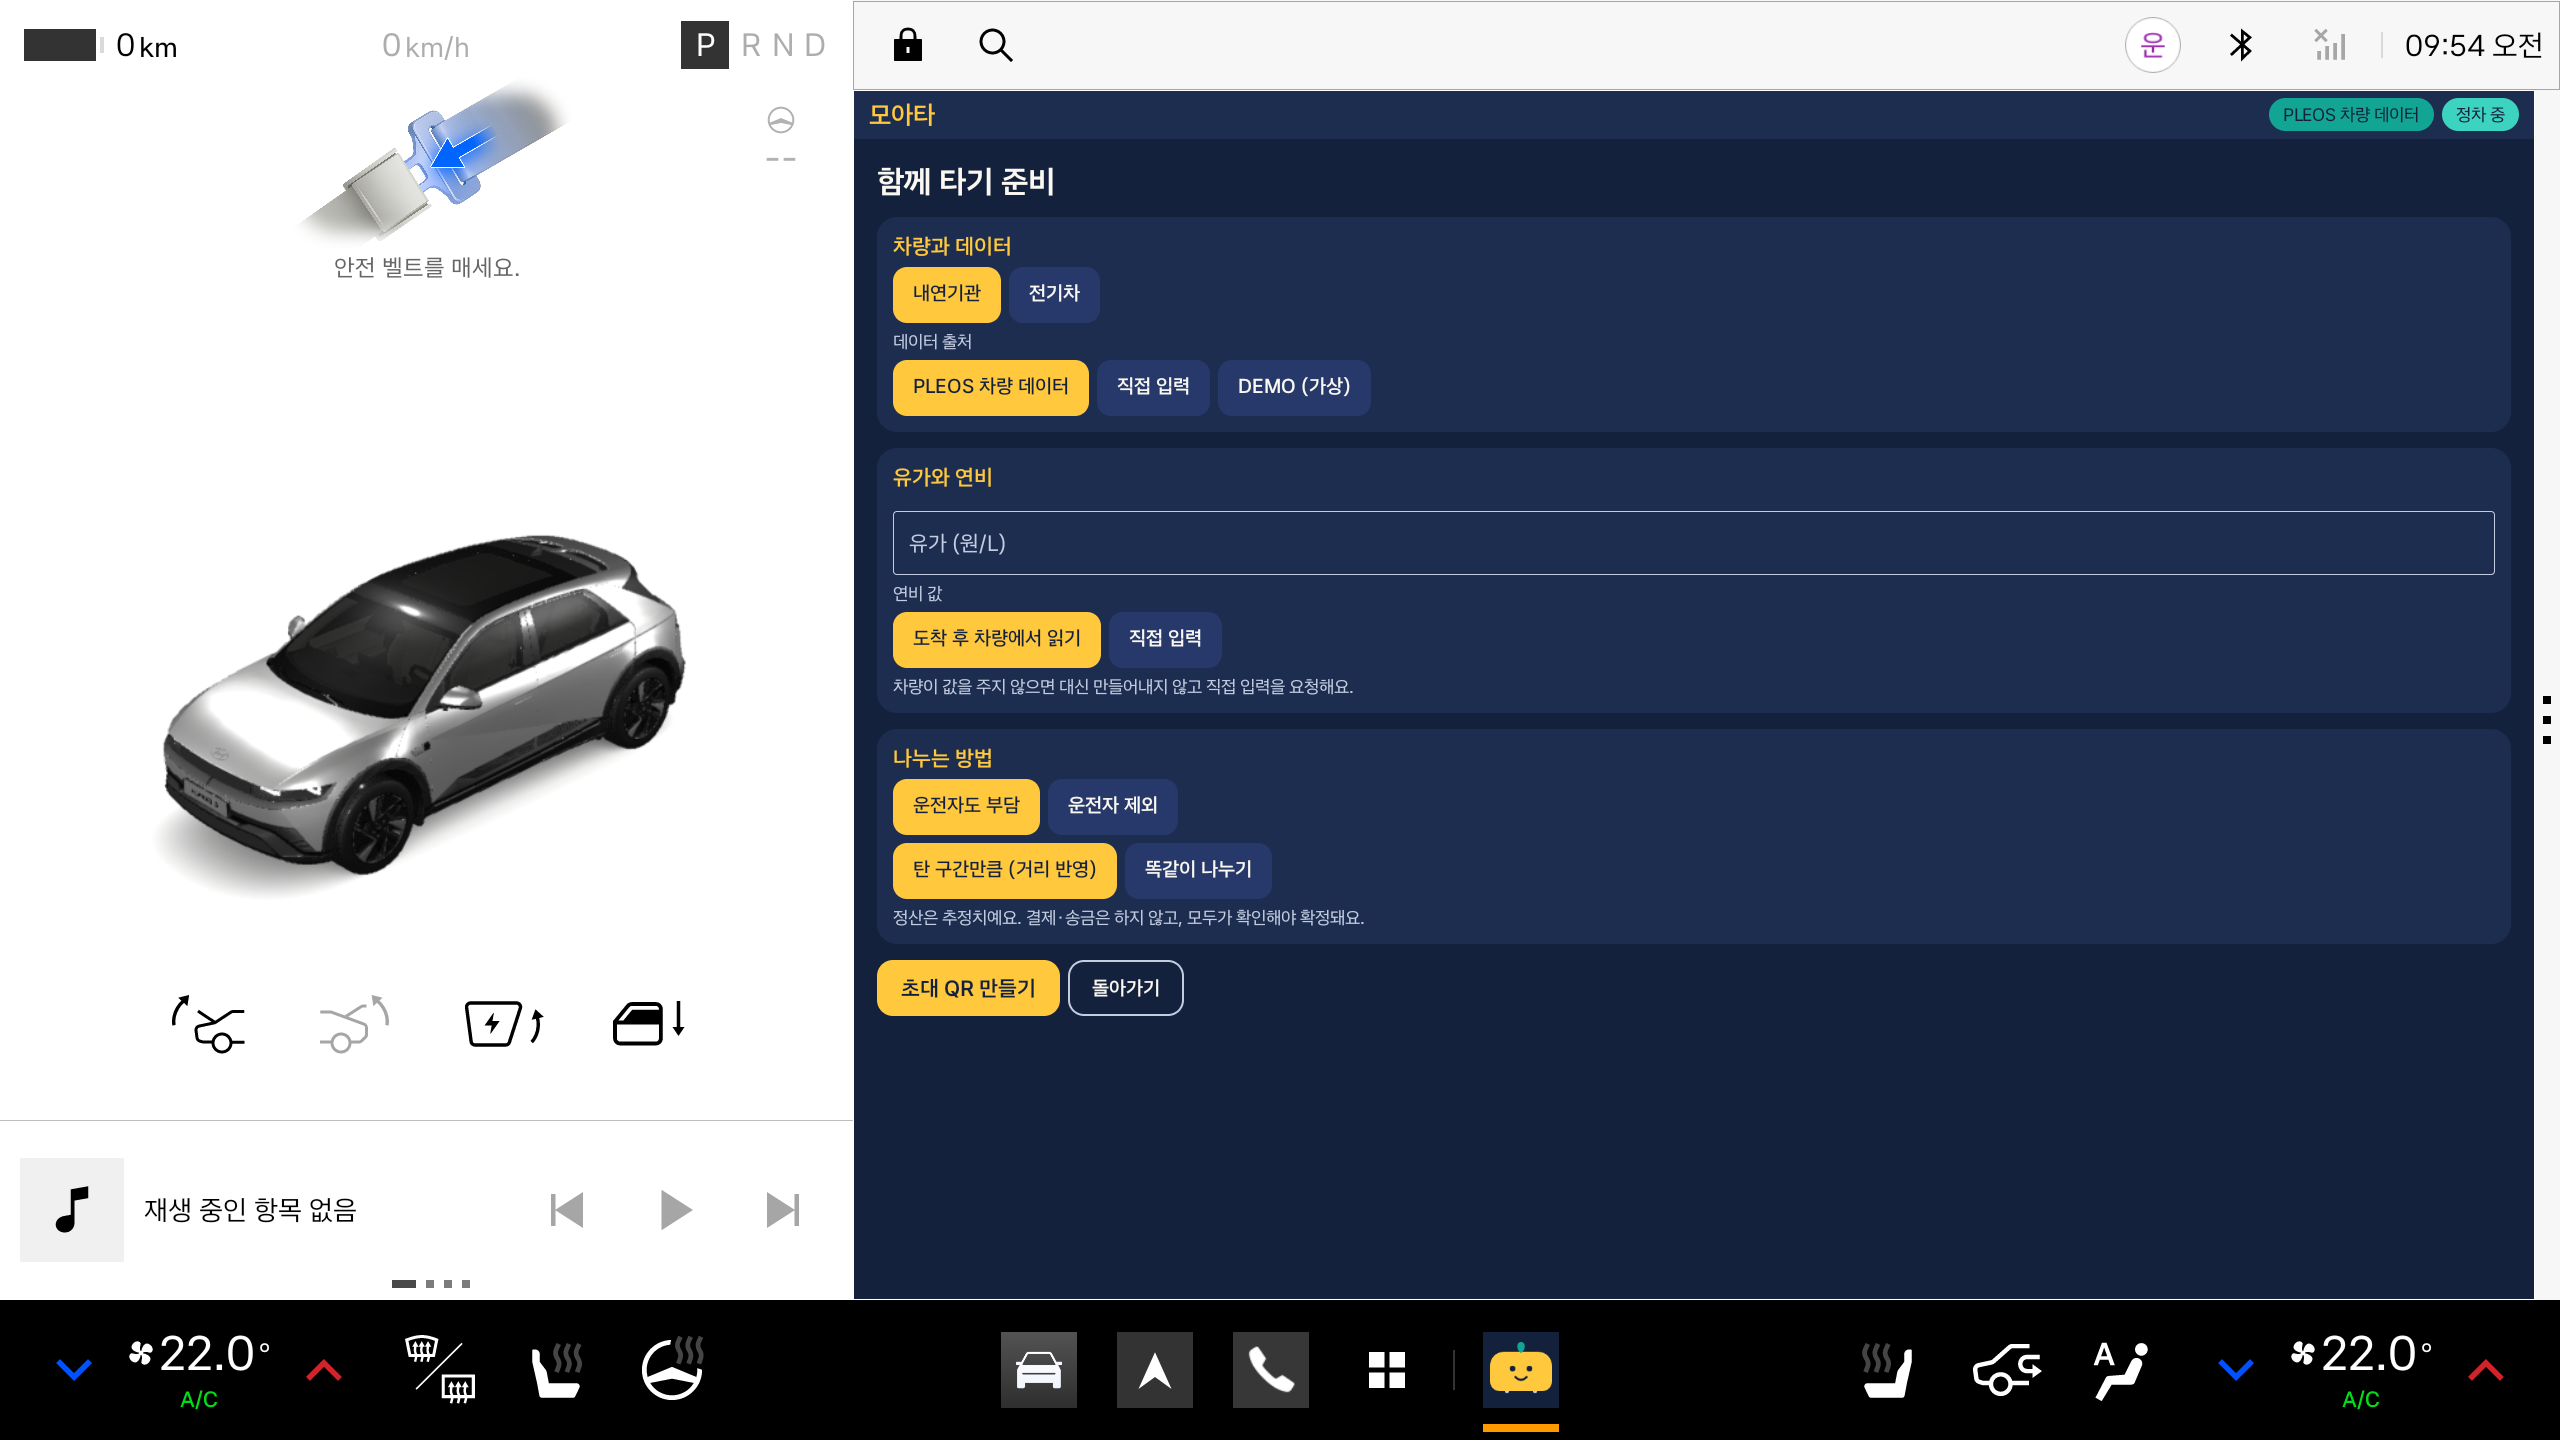 0 km
0 km/h
P R N D
안전 벨트를 매세요.
운
09:54 오전
모아타
PLEOS 차량 데이터
정차 중
함께 타기 준비
차량과 데이터
내연기관
전기차
데이터 출처
PLEOS 차량 데이터
직접 입력
DEMO (가상)
유가와 연비
유가 (원/L)
연비 값
도착 후 차량에서 읽기
직접 입력
차량이 값을 주지 않으면 대신 만들어내지 않고 직접 입력을 요청해요.
나누는 방법
운전자도 부담
운전자 제외
탄 구간만큼 (거리 반영)
똑같이 나누기
정산은 추정치예요. 결제·송금은 하지 않고, 모두가 확인해야 확정돼요.
초대 QR 만들기
돌아가기
재생 중인 항목 없음
22.0°
A/C
A
22.0°
A/C